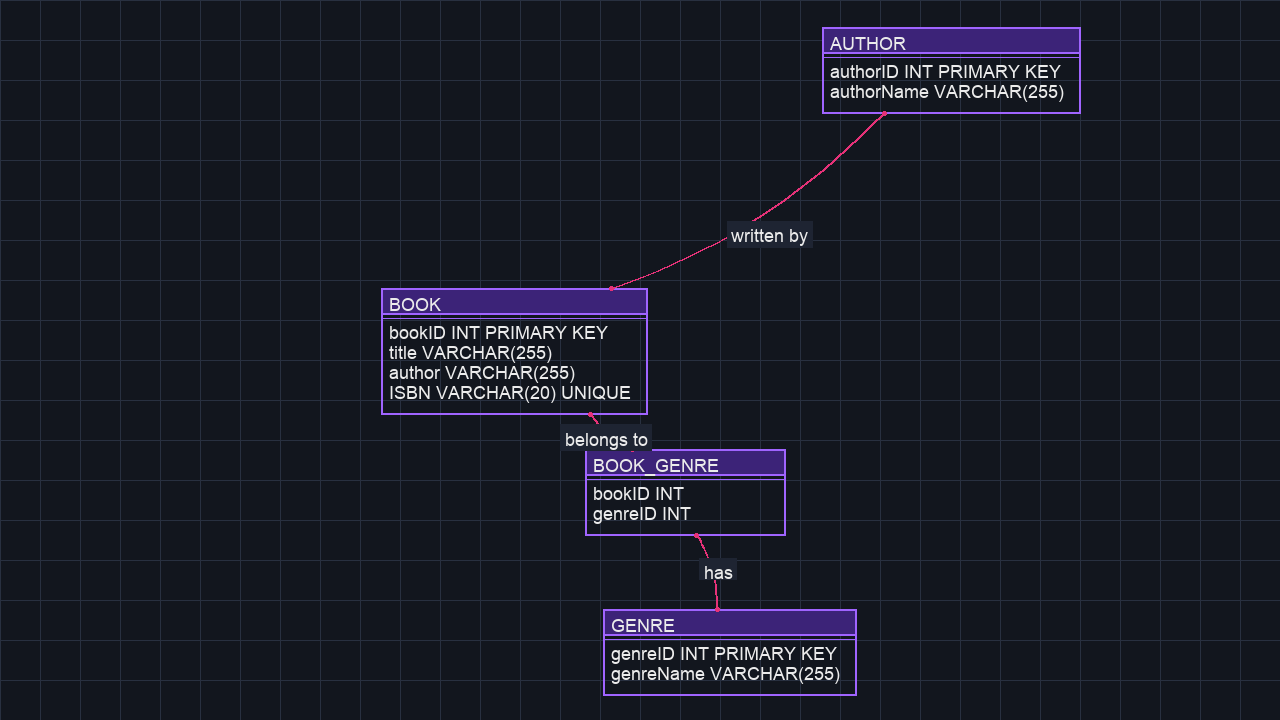 AUTHOR
authorID INT PRIMARY KEY
authorName VARCHAR(255)
written by
BOOK
bookID INT PRIMARY KEY
title VARCHAR(255)
author VARCHAR(255)
ISBN VARCHAR(20) UNIQUE
belongs to
BOOK_GENRE
bookID INT
genreID INT
has
GENRE
genreID INT PRIMARY KEY
genreName VARCHAR(255)